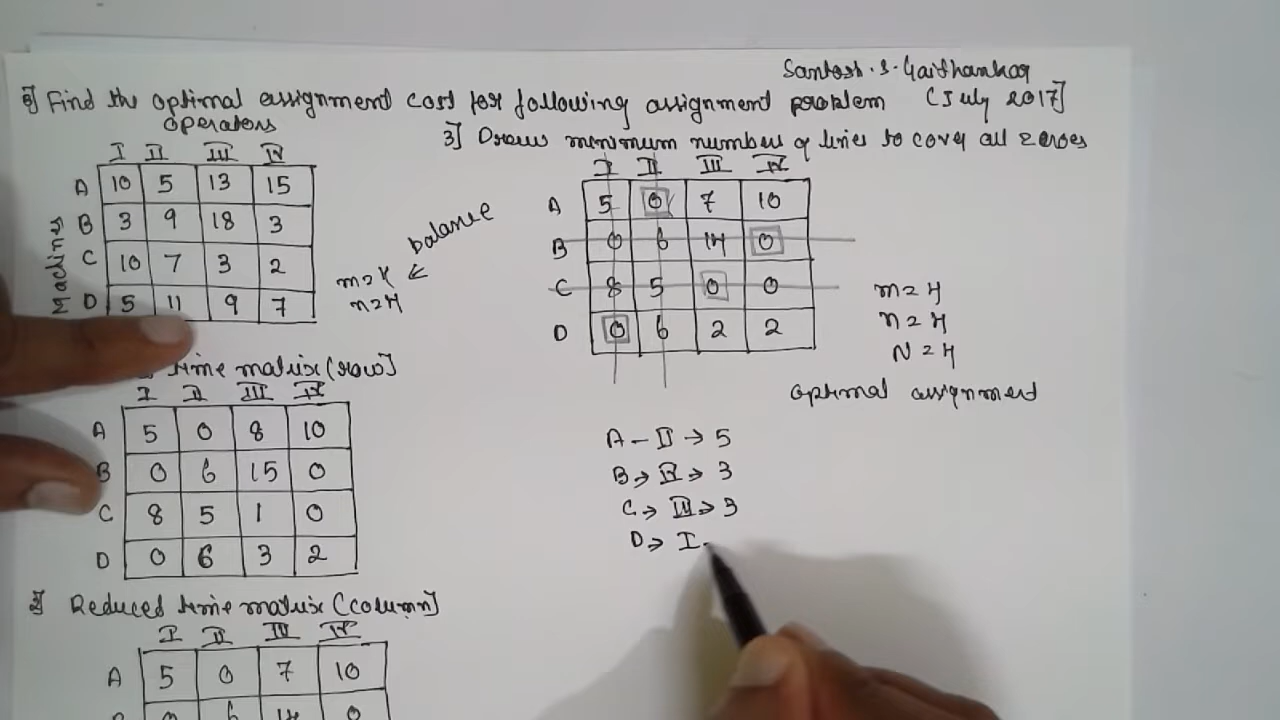 Santosh.S.Gaithankar
Q] Find the optimal assignment cost for following assignment problem (July 2017]
operators
I II III IV
A 10 5 13 15
B 3 9 18 3
C 10 7 3 2
D 5 11 9 7
Machines
balance
m=4
n=4
time matrix (row]
I II III IV
A 5 0 8 10
B 0 6 15 0
C 8 5 1 0
D 0 6 3 2
2] Reduced time matrix (column]
I II III IV
A 5 0 7 10
0 6 14 0
3] Draw minimum number of lines to cover all zeroes
I II III IV
A 5 0 7 10
B 0 6 14 0
C 8 5 0 0
D 0 6 2 2
m=4
n=4
N=4
optimal assignment
A - II → 5
B → IV → 3
C → III → 3
D → I -